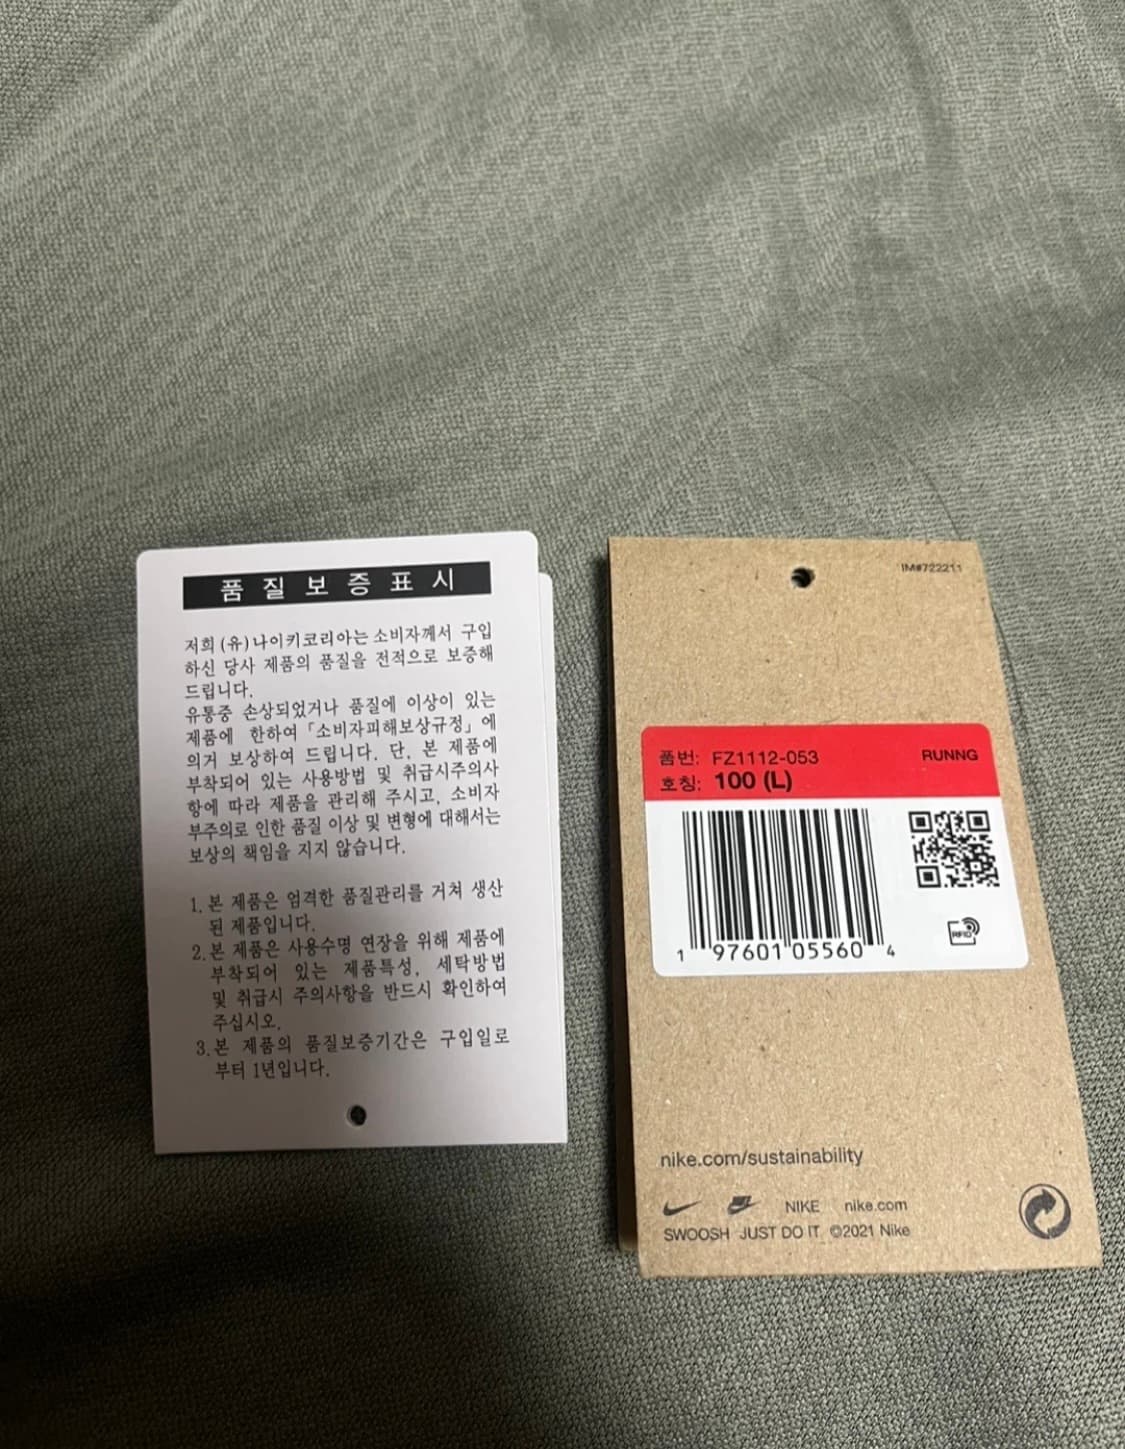 품질보증표시
저희 (유)나이키코리아는 소비자께서 구입
하신 당사 제품의 품질을 전적으로 보증해
드립니다.
유통중 손상되었거나 품질에 이상이 있는
제품에 한하여 「소비자피해보상규정」에
의거 보상하여 드립니다. 단, 본 제품에
부착되어 있는 사용방법 및 취급시주의사
항에 따라 제품을 관리해 주시고, 소비자
부주의로 인한 품질 이상 및 변형에 대해서는
보상의 책임을 지지 않습니다.
1. 본 제품은 엄격한 품질관리를 거쳐 생산
된 제품입니다.
2. 본 제품은 사용수명 연장을 위해 제품에
부착되어 있는 제품특성, 세탁방법
및 취급시 주의사항을 반드시 확인하여
주십시오.
3. 본 제품의 품질보증기간은 구입일로
부터 1년입니다.
IM#722211
품번: FZ1112-053 RUNNG
호칭: 100 (L)
1 97601 05560 4
RFID
nike.com/sustainability
NIKE nike.com
SWOOSH JUST DO IT ©2021 Nike